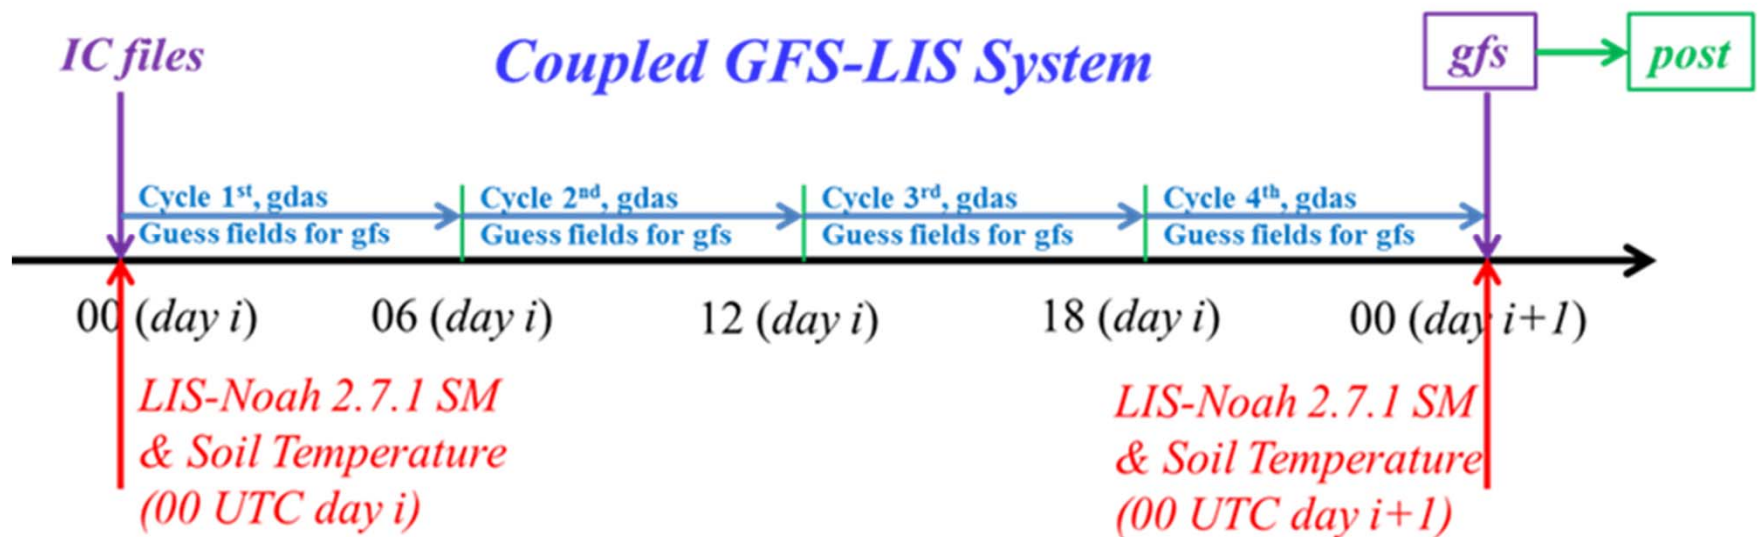 IC files
Coupled GFS-LIS System
gfs
post
Cycle 1st, gdas
Guess fields for gfs
Cycle 2nd, gdas
Guess fields for gfs
Cycle 3rd, gdas
Guess fields for gfs
Cycle 4th, gdas
Guess fields for gfs
00 (day i)
06 (day i)
12 (day i)
18 (day i)
00 (day i+1)
LIS-Noah 2.7.1 SM
& Soil Temperature
(00 UTC day i)
LIS-Noah 2.7.1 SM
& Soil Temperature
(00 UTC day i+1)